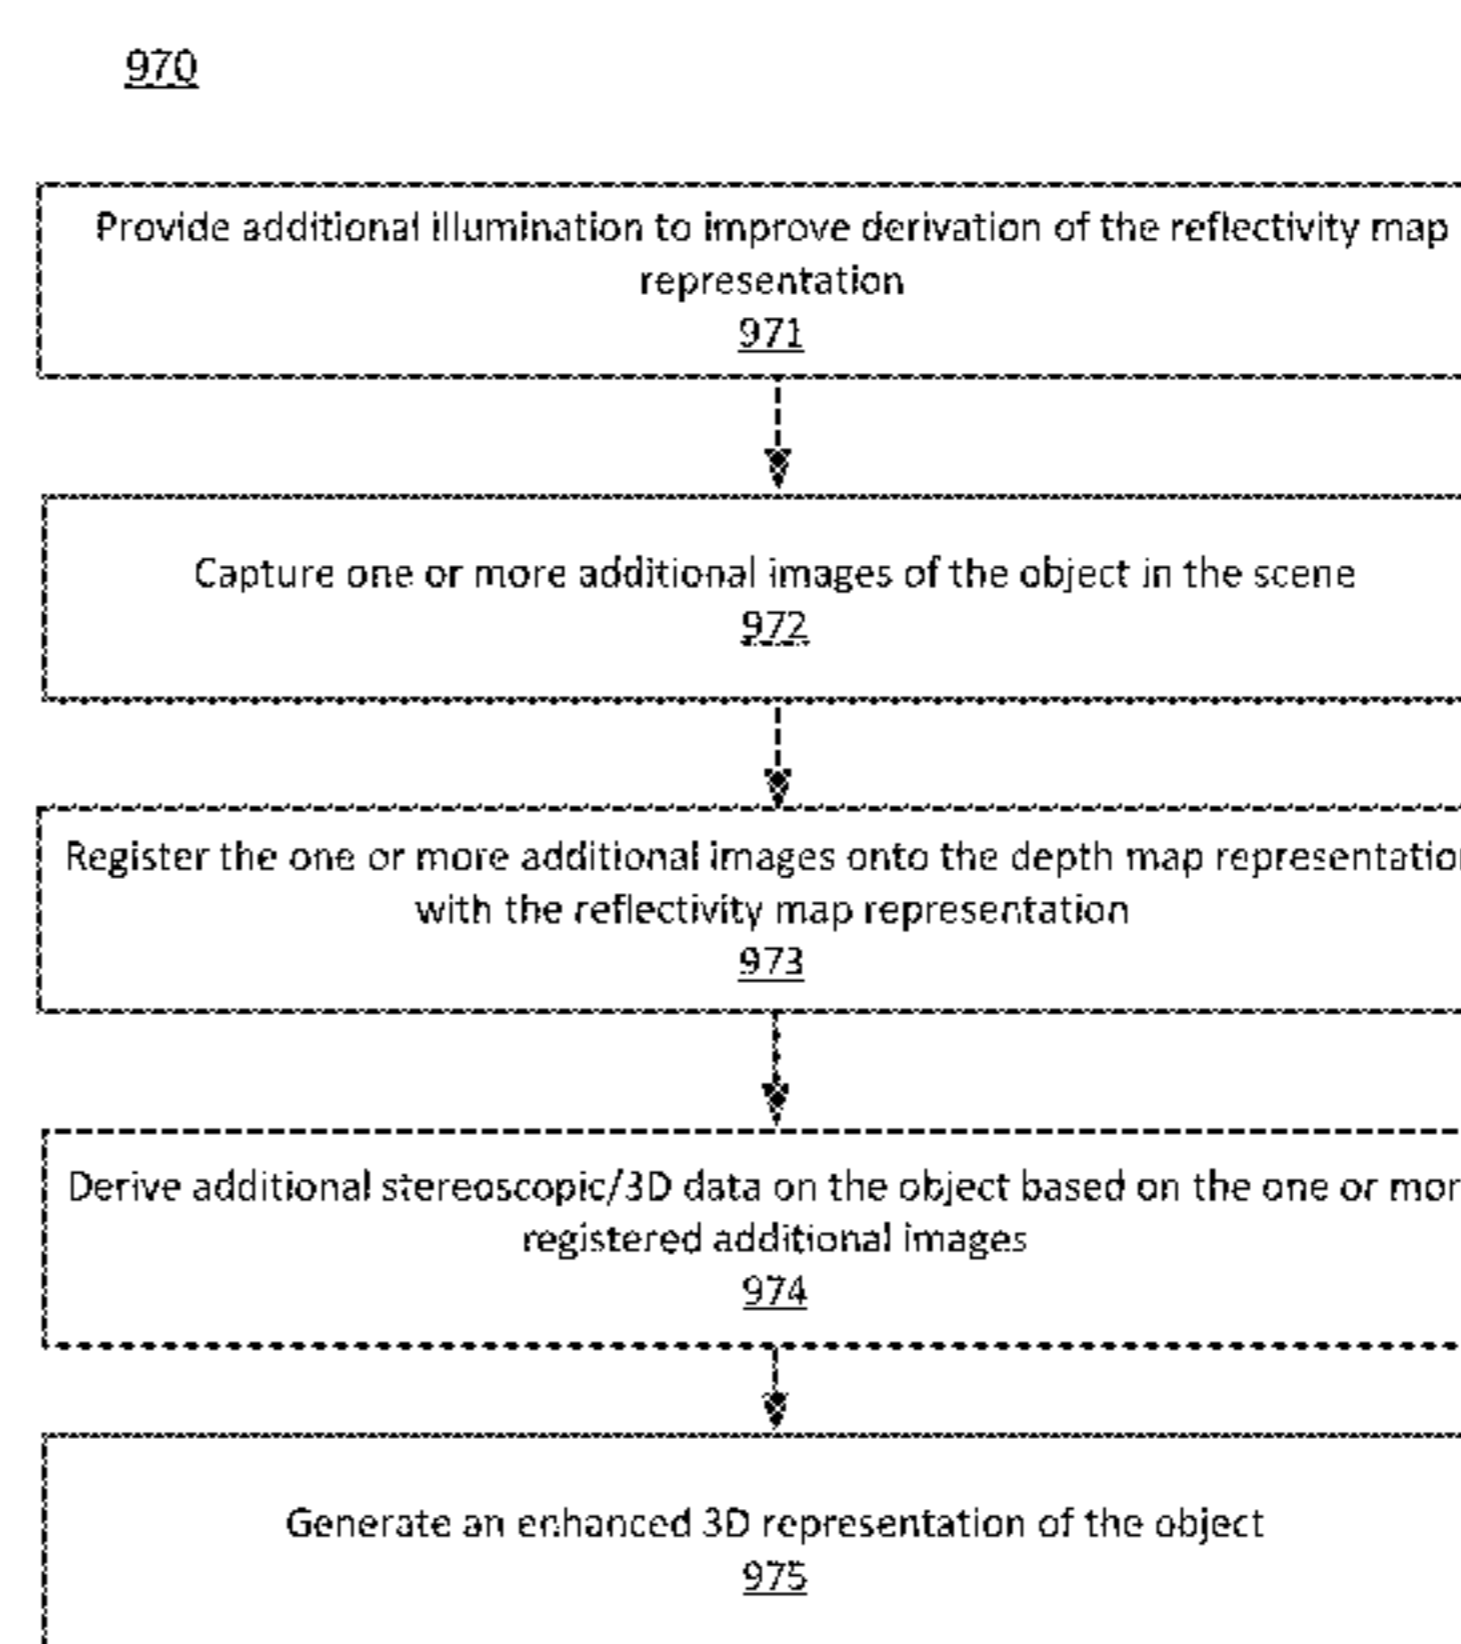 970
Provide additional illumination to improve derivation of the reflectivity map
representation
971
Capture one or more additional images of the object in the scene
972
Register the one or more additional images onto the depth map
with the reflectivity map representation
973
Derive additional stereoscopic/3D data on the object based on the one or
registered additional images
974
Generate an enhanced 3D representation of the object
975